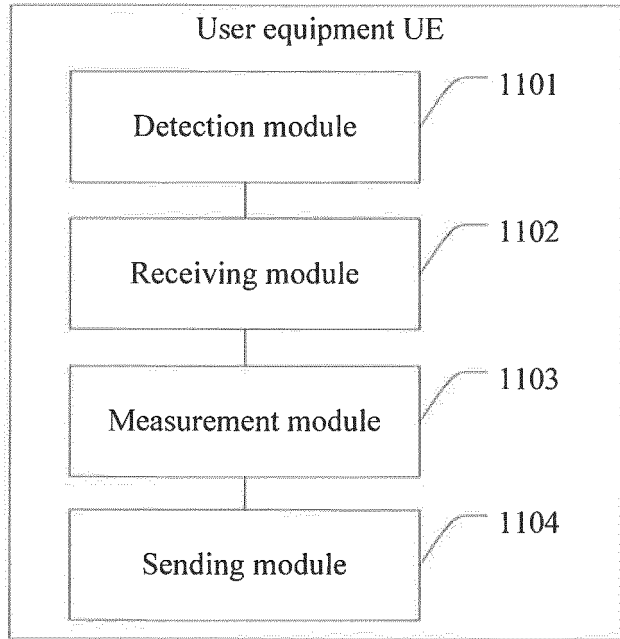 User equipment UE
1101
Detection module
1102
Receiving module
1103
Measurement module
1104
Sending module